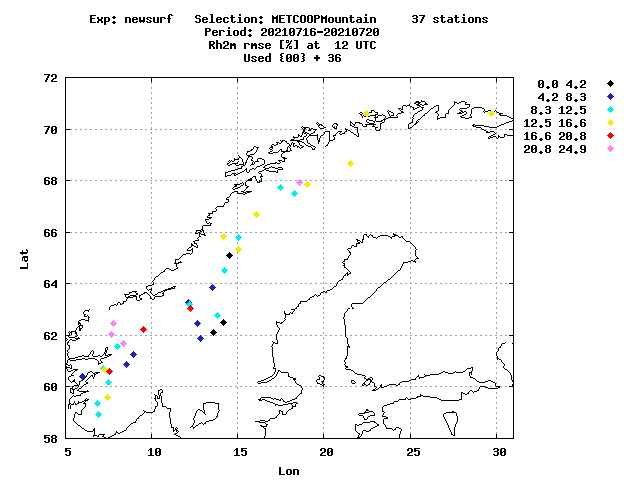 Exp: newsurf   Selection: METCOOPMountain     37 stations
Period: 20210716-20210720
Rh2m rmse [%] at  12 UTC
Used {00} + 36
0.0 4.2
4.2 8.3
8.3 12.5
12.5 16.6
16.6 20.8
20.8 24.9
72
70
68
66
64
62
60
58
Lat
5 10 15 20 25 30
Lon